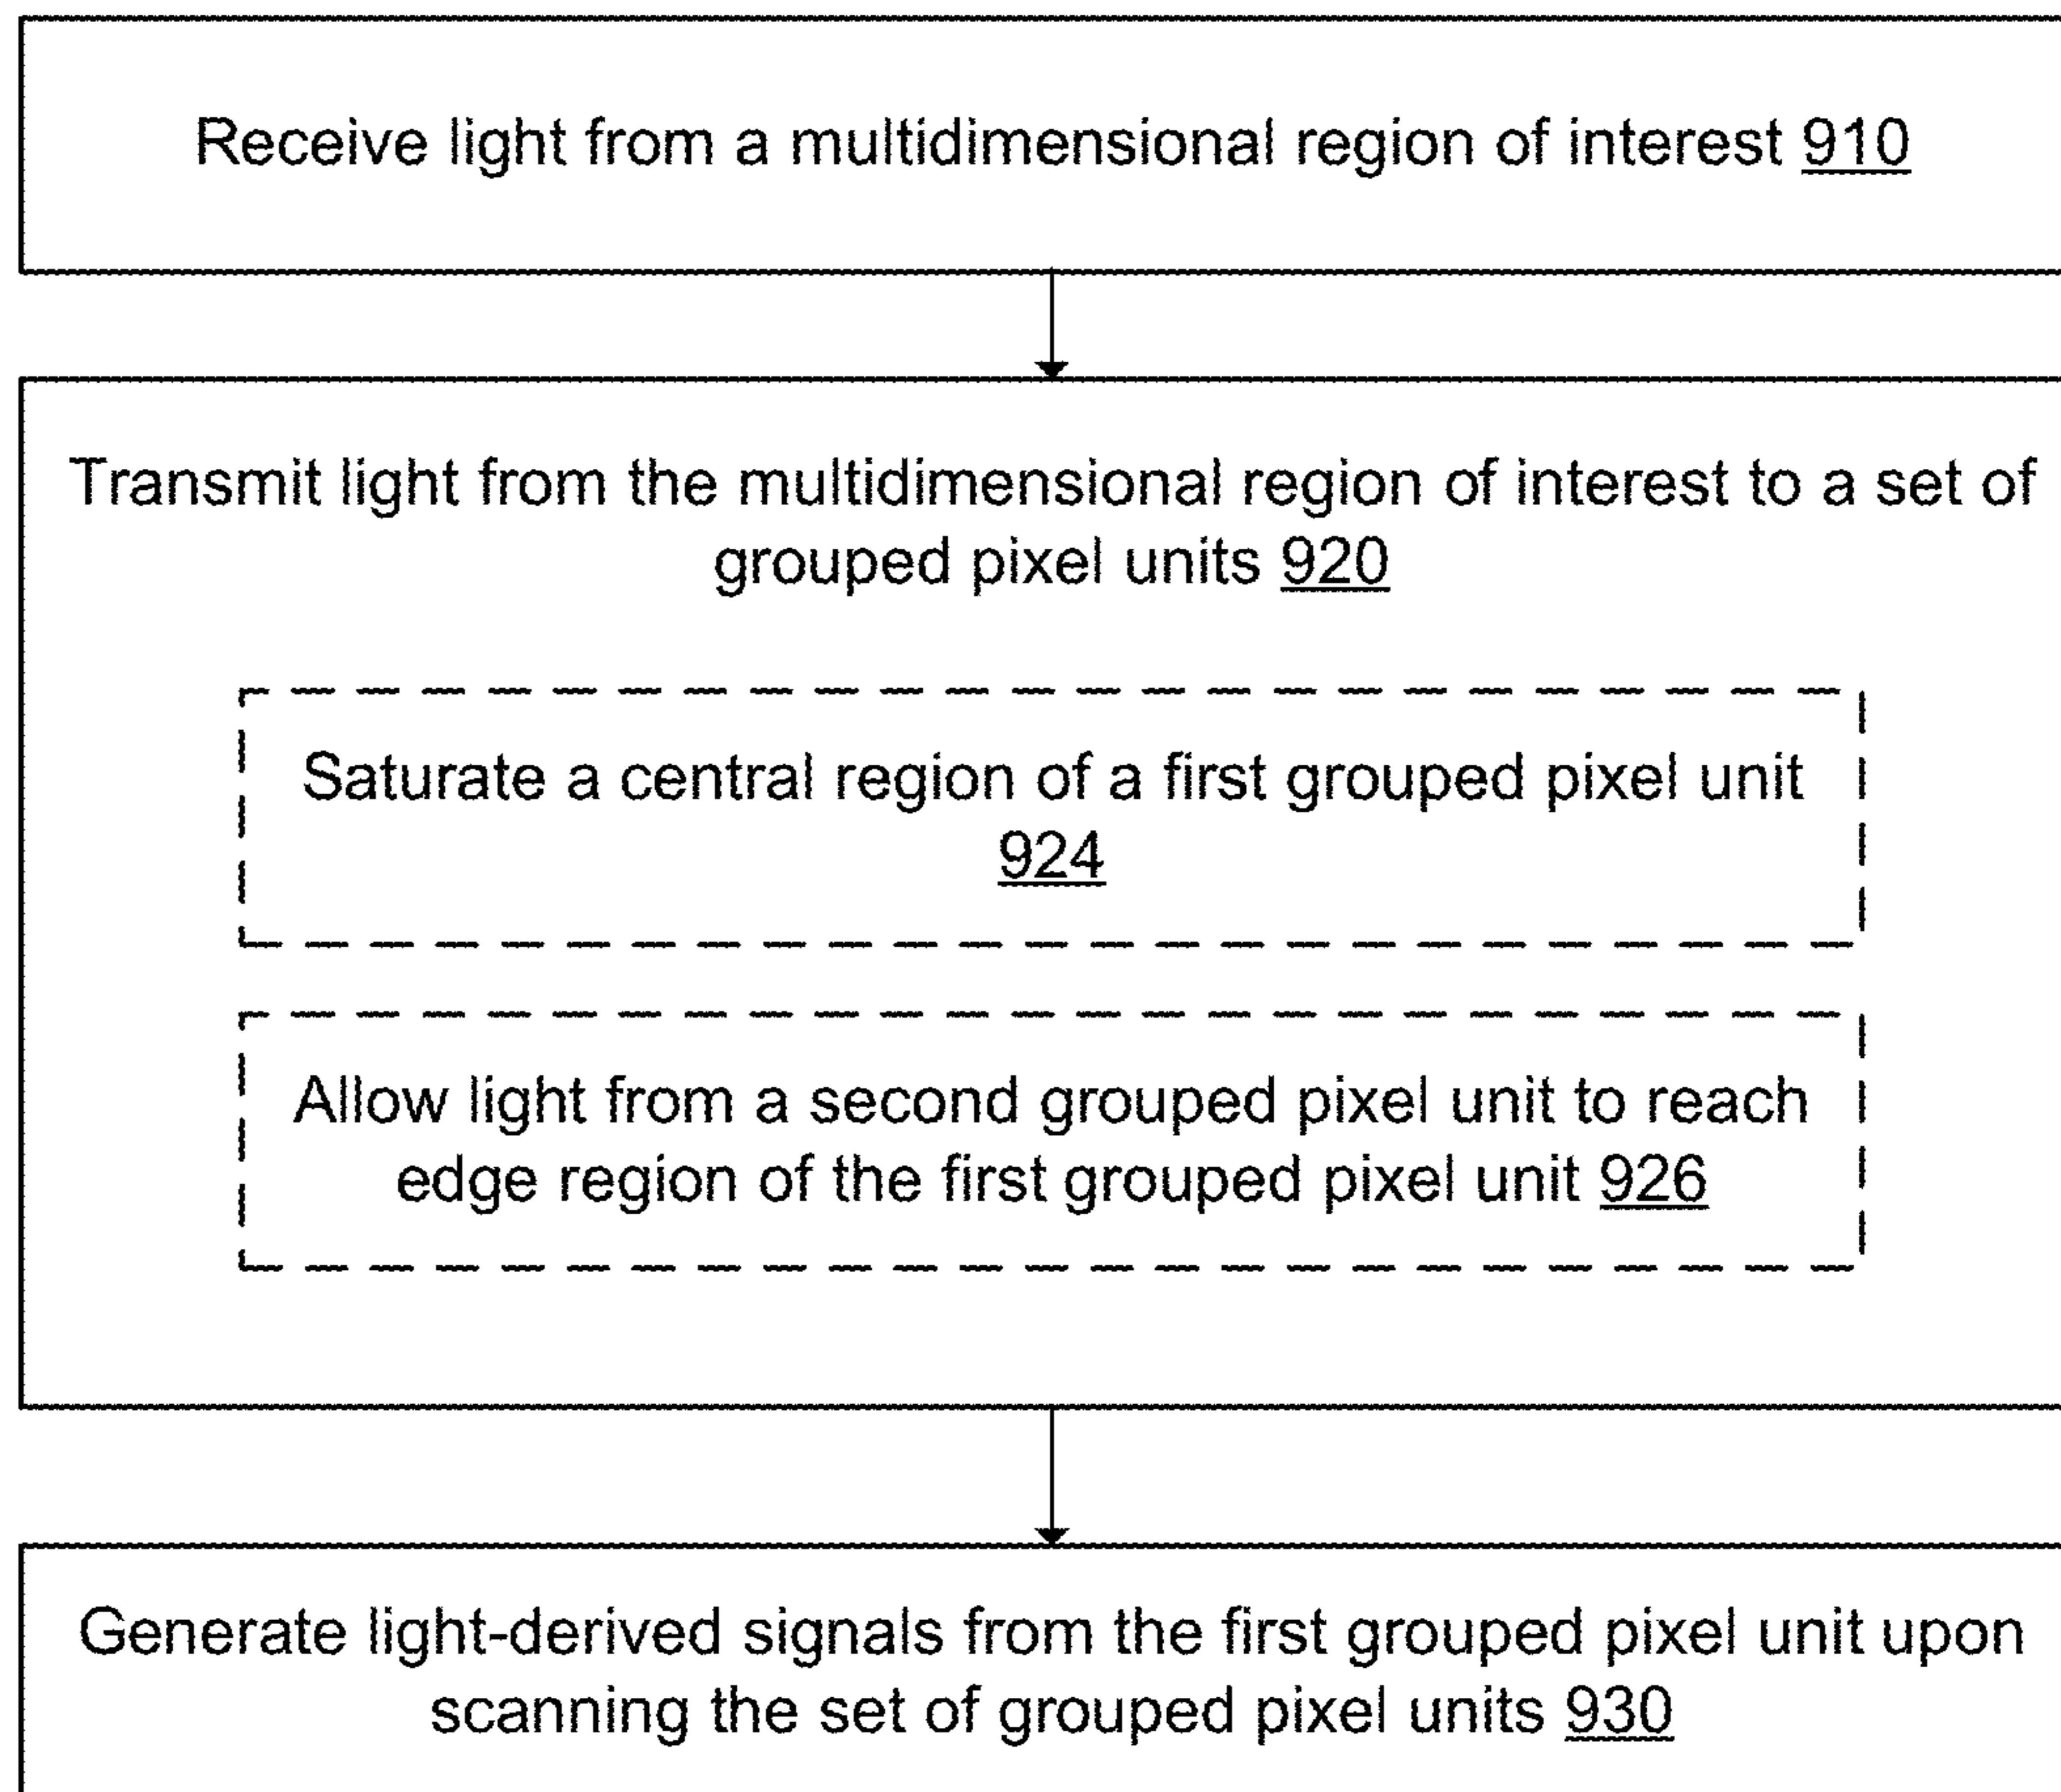 Receive light from a multidimensional region of interest 910
Transmit light from the multidimensional region of interest to a set of
grouped pixel units 920
Saturate a central region of a first grouped pixel unit
924
Allow light from a second grouped pixel unit to reach
edge region of the first grouped pixel unit 926
Generate light-derived signals from the first grouped pixel unit upon
scanning the set of grouped pixel units 930